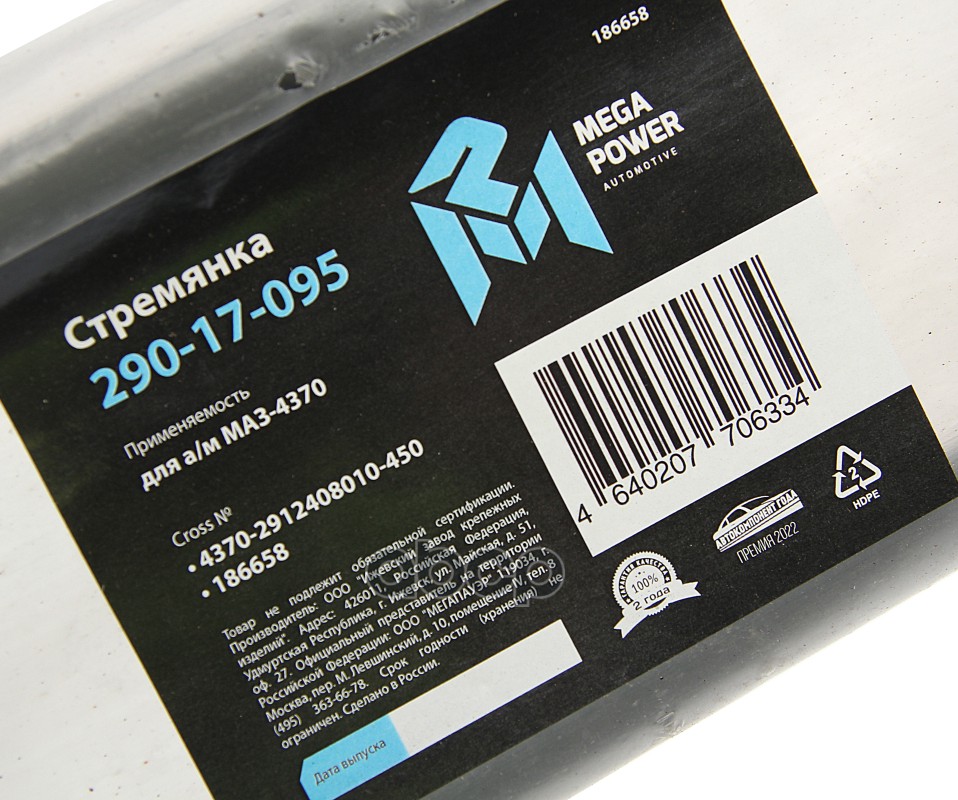 186658
MEGA
POWER
AUTOMOTIVE
Стремянка
290-17-095
Применяемость
для а/м МАЗ-4370
Cross №
• 4370-2912408010-450
• 186658
4 640207 706334
Товар не подлежит обязательной сертификации.
Производитель: ООО "Ижевский завод крепежных
изделий". Адрес: Российская Федерация,
Удмуртская Республика, г. Ижевск, ул. Майская, д. 51,
оф. 27. Официальный представитель на территории
Российской Федерации: ООО "МЕГАПАУЭР", 119034,
Москва, пер. М. Левшинский, д. 10, помещение IV, тел. 8
(495) 363-66-78. Срок годности (хранения) не
ограничен. Сделано в России.
Дата выпуска
ГАРАНТИЯ КАЧЕСТВА
100%
2 года
АВТОКОМПОНЕНТ ГОДА
ПРЕМИЯ 2022
2
HDPE